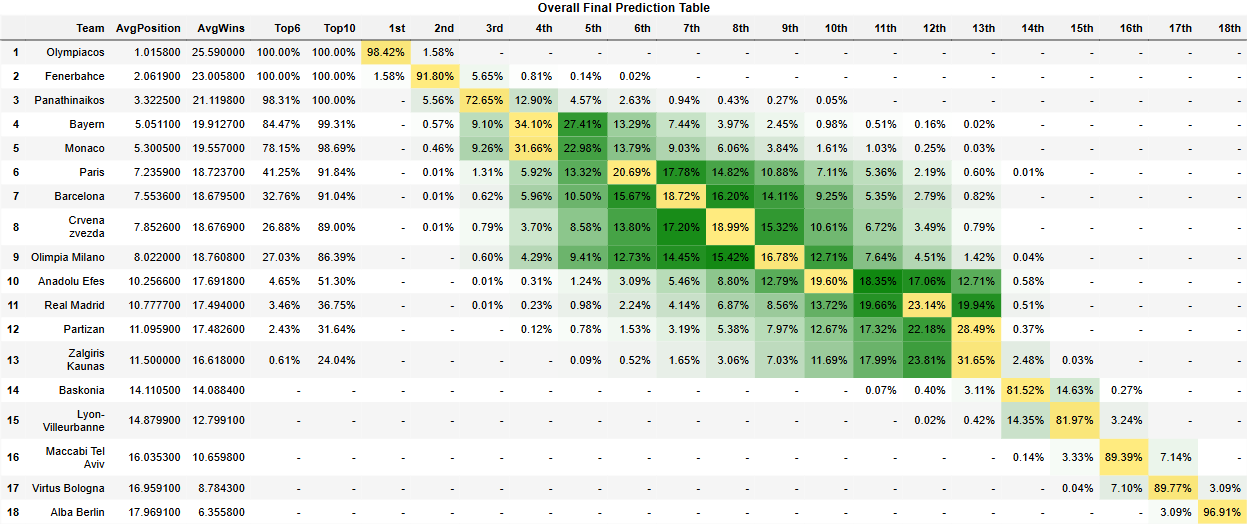 Overall Final Prediction Table
Team AvgPosition AvgWins Top6 Top10 1st 2nd 3rd 4th 5th 6th 7th 8th 9th 10th 11th 12th 13th 14th 15th 16th 17th 18th
1 Olympiacos 1.015800 25.590000 100.00% 100.00% 98.42% 1.58% - - - - - - - - - - - - - - - -
2 Fenerbahce 2.061900 23.005800 100.00% 100.00% 1.58% 91.80% 5.65% 0.81% 0.14% 0.02% - - - - - - - - - - - -
3 Panathinaikos 3.322500 21.119800 98.31% 100.00% - 5.56% 72.65% 12.90% 4.57% 2.63% 0.94% 0.43% 0.27% 0.05% - - - - - - - -
4 Bayern 5.051100 19.912700 84.47% 99.31% - 0.57% 9.10% 34.10% 27.41% 13.29% 7.44% 3.97% 2.45% 0.98% 0.51% 0.16% 0.02% - - - - -
5 Monaco 5.300500 19.557000 78.15% 98.69% - 0.46% 9.26% 31.66% 22.98% 13.79% 9.03% 6.06% 3.84% 1.61% 1.03% 0.25% 0.03% - - - - -
6 Paris 7.235900 18.723700 41.25% 91.84% - 0.01% 1.31% 5.92% 13.32% 20.69% 17.78% 14.82% 10.88% 7.11% 5.36% 2.19% 0.60% 0.01% - - - -
7 Barcelona 7.553600 18.679500 32.76% 91.04% - 0.01% 0.62% 5.96% 10.50% 15.67% 18.72% 16.20% 14.11% 9.25% 5.35% 2.79% 0.82% - - - - -
8 Crvena
zvezda 7.852600 18.676900 26.88% 89.00% - 0.01% 0.79% 3.70% 8.58% 13.80% 17.20% 18.99% 15.32% 10.61% 6.72% 3.49% 0.79% - - - - -
9 Olimpia Milano 8.022000 18.760800 27.03% 86.39% - - 0.60% 4.29% 9.41% 12.73% 14.45% 15.42% 16.78% 12.71% 7.64% 4.51% 1.42% 0.04% - - - -
10 Anadolu Efes 10.256600 17.691800 4.65% 51.30% - - 0.01% 0.31% 1.24% 3.09% 5.46% 8.80% 12.79% 19.60% 18.35% 17.06% 12.71% 0.58% - - - -
11 Real Madrid 10.777700 17.494000 3.46% 36.75% - - 0.01% 0.23% 0.98% 2.24% 4.14% 6.87% 8.56% 13.72% 19.66% 23.14% 19.94% 0.51% - - - -
12 Partizan 11.095900 17.482600 2.43% 31.64% - - - 0.12% 0.78% 1.53% 3.19% 5.38% 7.97% 12.67% 17.32% 22.18% 28.49% 0.37% - - - -
13 Zalgiris
Kaunas 11.500000 16.618000 0.61% 24.04% - - - - 0.09% 0.52% 1.65% 3.06% 7.03% 11.69% 17.99% 23.81% 31.65% 2.48% 0.03% - - -
14 Baskonia 14.110500 14.088400 - - - - - - - - - - - - 0.07% 0.40% 3.11% 81.52% 14.63% 0.27% - -
15 Lyon-
Villeurbanne 14.879900 12.799100 - - - - - - - - - - - - - 0.02% 0.42% 14.35% 81.97% 3.24% - -
16 Maccabi Tel
Aviv 16.035300 10.659800 - - - - - - - - - - - - - - - 0.14% 3.33% 89.39% 7.14% -
17 Virtus Bologna 16.959100 8.784300 - - - - - - - - - - - - - - - - 0.04% 7.10% 89.77% 3.09%
18 Alba Berlin 17.969100 6.355800 - - - - - - - - - - - - - - - - - - 3.09% 96.91%